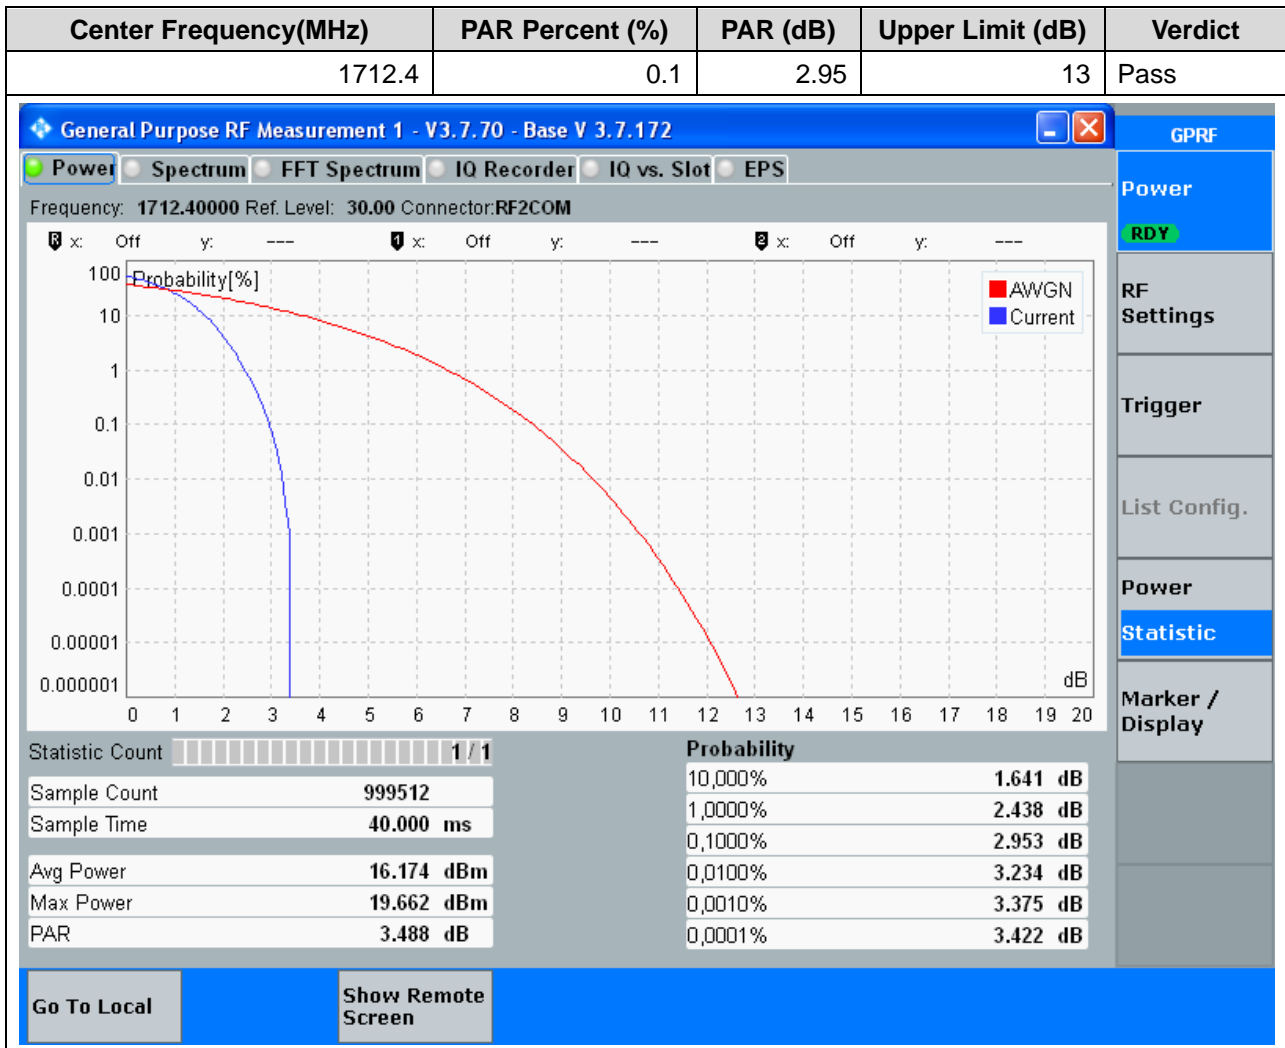 Center Frequency(MHz) PAR Percent (%) PAR (dB) Upper Limit (dB) Verdict
1712.4 0.1 2.95 13 Pass
General Purpose RF Measurement 1 - V3.7.70 - Base V 3.7.172
GPRF
Power Spectrum FFT Spectrum IQ Recorder IQ vs. Slot EPS
Power
RDY
Frequency: 1712.40000 Ref. Level: 30.00 Connector:RF2COM
R x: Off y: --- 1 x: Off y: --- 2 x: Off y: ---
Probability[%]
AWGN
Current
100
10
1
0.1
0.01
0.001
0.0001
0.00001
0.000001
dB
0 1 2 3 4 5 6 7 8 9 10 11 12 13 14 15 16 17 18 19 20
RF
Settings
Trigger
List Config.
Power
Statistic
Marker /
Display
Statistic Count 1 / 1
Sample Count 999512
Sample Time 40.000 ms
Avg Power 16.174 dBm
Max Power 19.662 dBm
PAR 3.488 dB
Probability
10,000% 1.641 dB
1,0000% 2.438 dB
0,1000% 2.953 dB
0,0100% 3.234 dB
0,0010% 3.375 dB
0,0001% 3.422 dB
Go To Local
Show Remote
Screen